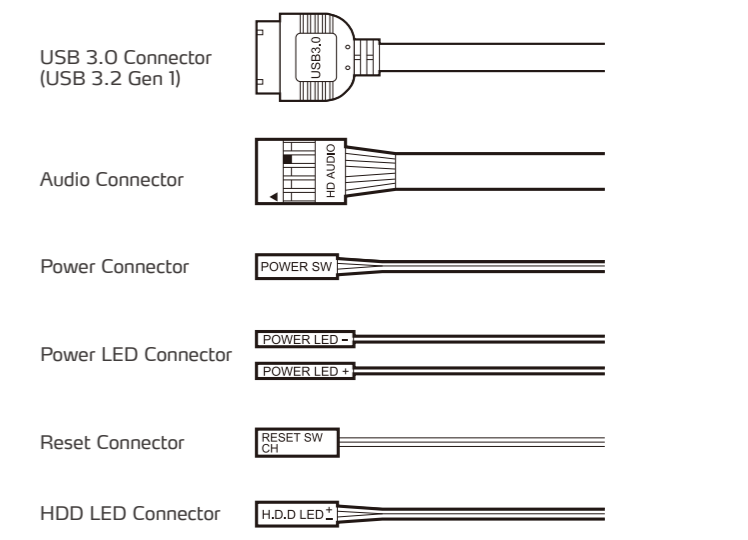 USB 3.0 Connector
(USB 3.2 Gen 1)
USB3.0
Audio Connector
HD AUDIO
Power Connector
POWER SW
Power LED Connector
POWER LED -
POWER LED +
Reset Connector
RESET SW
CH
HDD LED Connector
H.D.D LED +
-